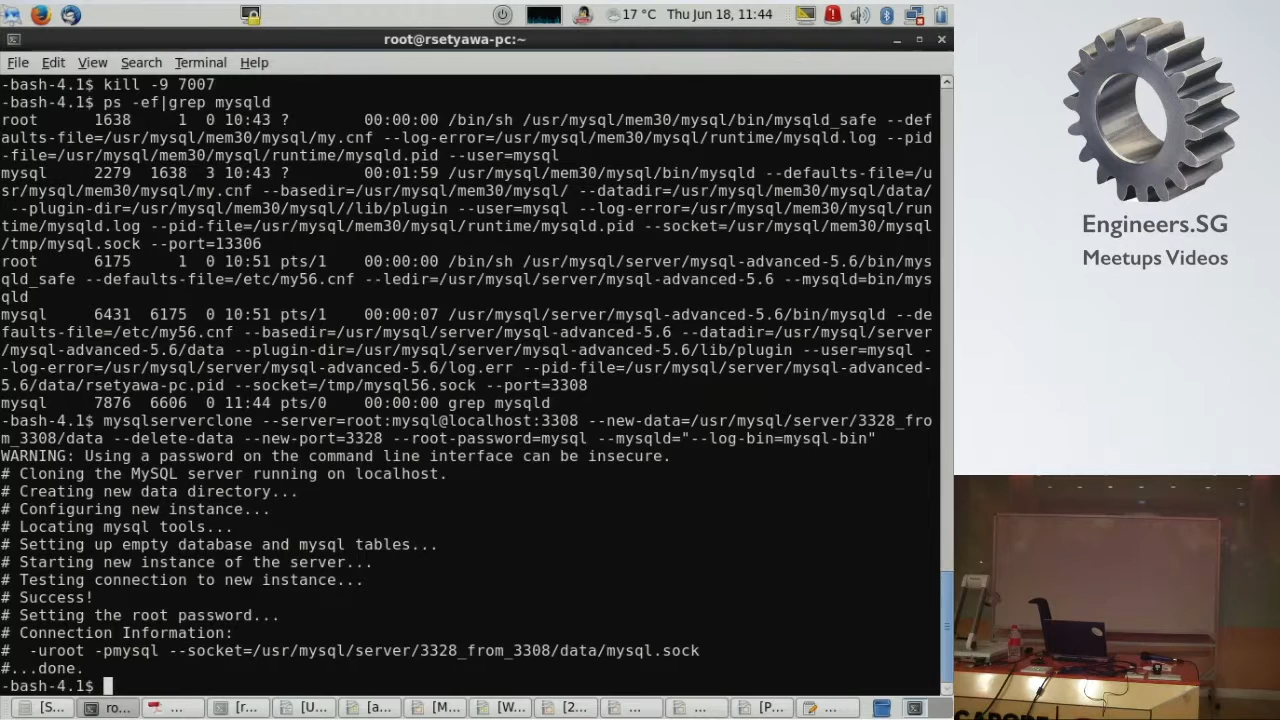 17 °C Thu Jun 18, 11:44
root@rsetyawa-pc:~
File Edit View Search Terminal Help
-bash-4.1$ kill -9 7007
-bash-4.1$ ps -ef|grep mysqld
root      1638     1  0 10:43 ?        00:00:00 /bin/sh /usr/mysql/mem30/mysql/bin/mysqld_safe --def
aults-file=/usr/mysql/mem30/mysql/my.cnf --log-error=/usr/mysql/mem30/mysql/runtime/mysqld.log --pid
-file=/usr/mysql/mem30/mysql/runtime/mysqld.pid --user=mysql
mysql     2279  1638  3 10:43 ?        00:01:59 /usr/mysql/mem30/mysql/bin/mysqld --defaults-file=/u
sr/mysql/mem30/mysql/my.cnf --basedir=/usr/mysql/mem30/mysql/ --datadir=/usr/mysql/mem30/mysql/data/
 --plugin-dir=/usr/mysql/mem30/mysql//lib/plugin --user=mysql --log-error=/usr/mysql/mem30/mysql/run
time/mysqld.log --pid-file=/usr/mysql/mem30/mysql/runtime/mysqld.pid --socket=/usr/mysql/mem30/mysql
/tmp/mysql.sock --port=13306
root      6175     1  0 10:51 pts/1    00:00:00 /bin/sh /usr/mysql/server/mysql-advanced-5.6/bin/mys
qld_safe --defaults-file=/etc/my56.cnf --ledir=/usr/mysql/server/mysql-advanced-5.6 --mysqld=bin/mys
qld
mysql     6431  6175  0 10:51 pts/1    00:00:07 /usr/mysql/server/mysql-advanced-5.6/bin/mysqld --de
faults-file=/etc/my56.cnf --basedir=/usr/mysql/server/mysql-advanced-5.6 --datadir=/usr/mysql/server
/mysql-advanced-5.6/data --plugin-dir=/usr/mysql/server/mysql-advanced-5.6/lib/plugin --user=mysql -
-log-error=/usr/mysql/server/mysql-advanced-5.6/log.err --pid-file=/usr/mysql/server/mysql-advanced-
5.6/data/rsetyawa-pc.pid --socket=/tmp/mysql56.sock --port=3308
mysql     7876  6606  0 11:44 pts/0    00:00:00 grep mysqld
-bash-4.1$ mysqlserverclone --server=root:mysql@localhost:3308 --new-data=/usr/mysql/server/3328_fro
m_3308/data --delete-data --new-port=3328 --root-password=mysql --mysqld="--log-bin=mysql-bin"
WARNING: Using a password on the command line interface can be insecure.
# Cloning the MySQL server running on localhost.
# Creating new data directory...
# Configuring new instance...
# Locating mysql tools...
# Setting up empty database and mysql tables...
# Starting new instance of the server...
# Testing connection to new instance...
# Success!
# Setting the root password...
# Connection Information:
#  -uroot -pmysql --socket=/usr/mysql/server/3328_from_3308/data/mysql.sock
#...done.
-bash-4.1$
[S... ro... ... [r... [U... [a... [M... [W... [2... ... ... [P... ...
Engineers.SG
Meetups Videos